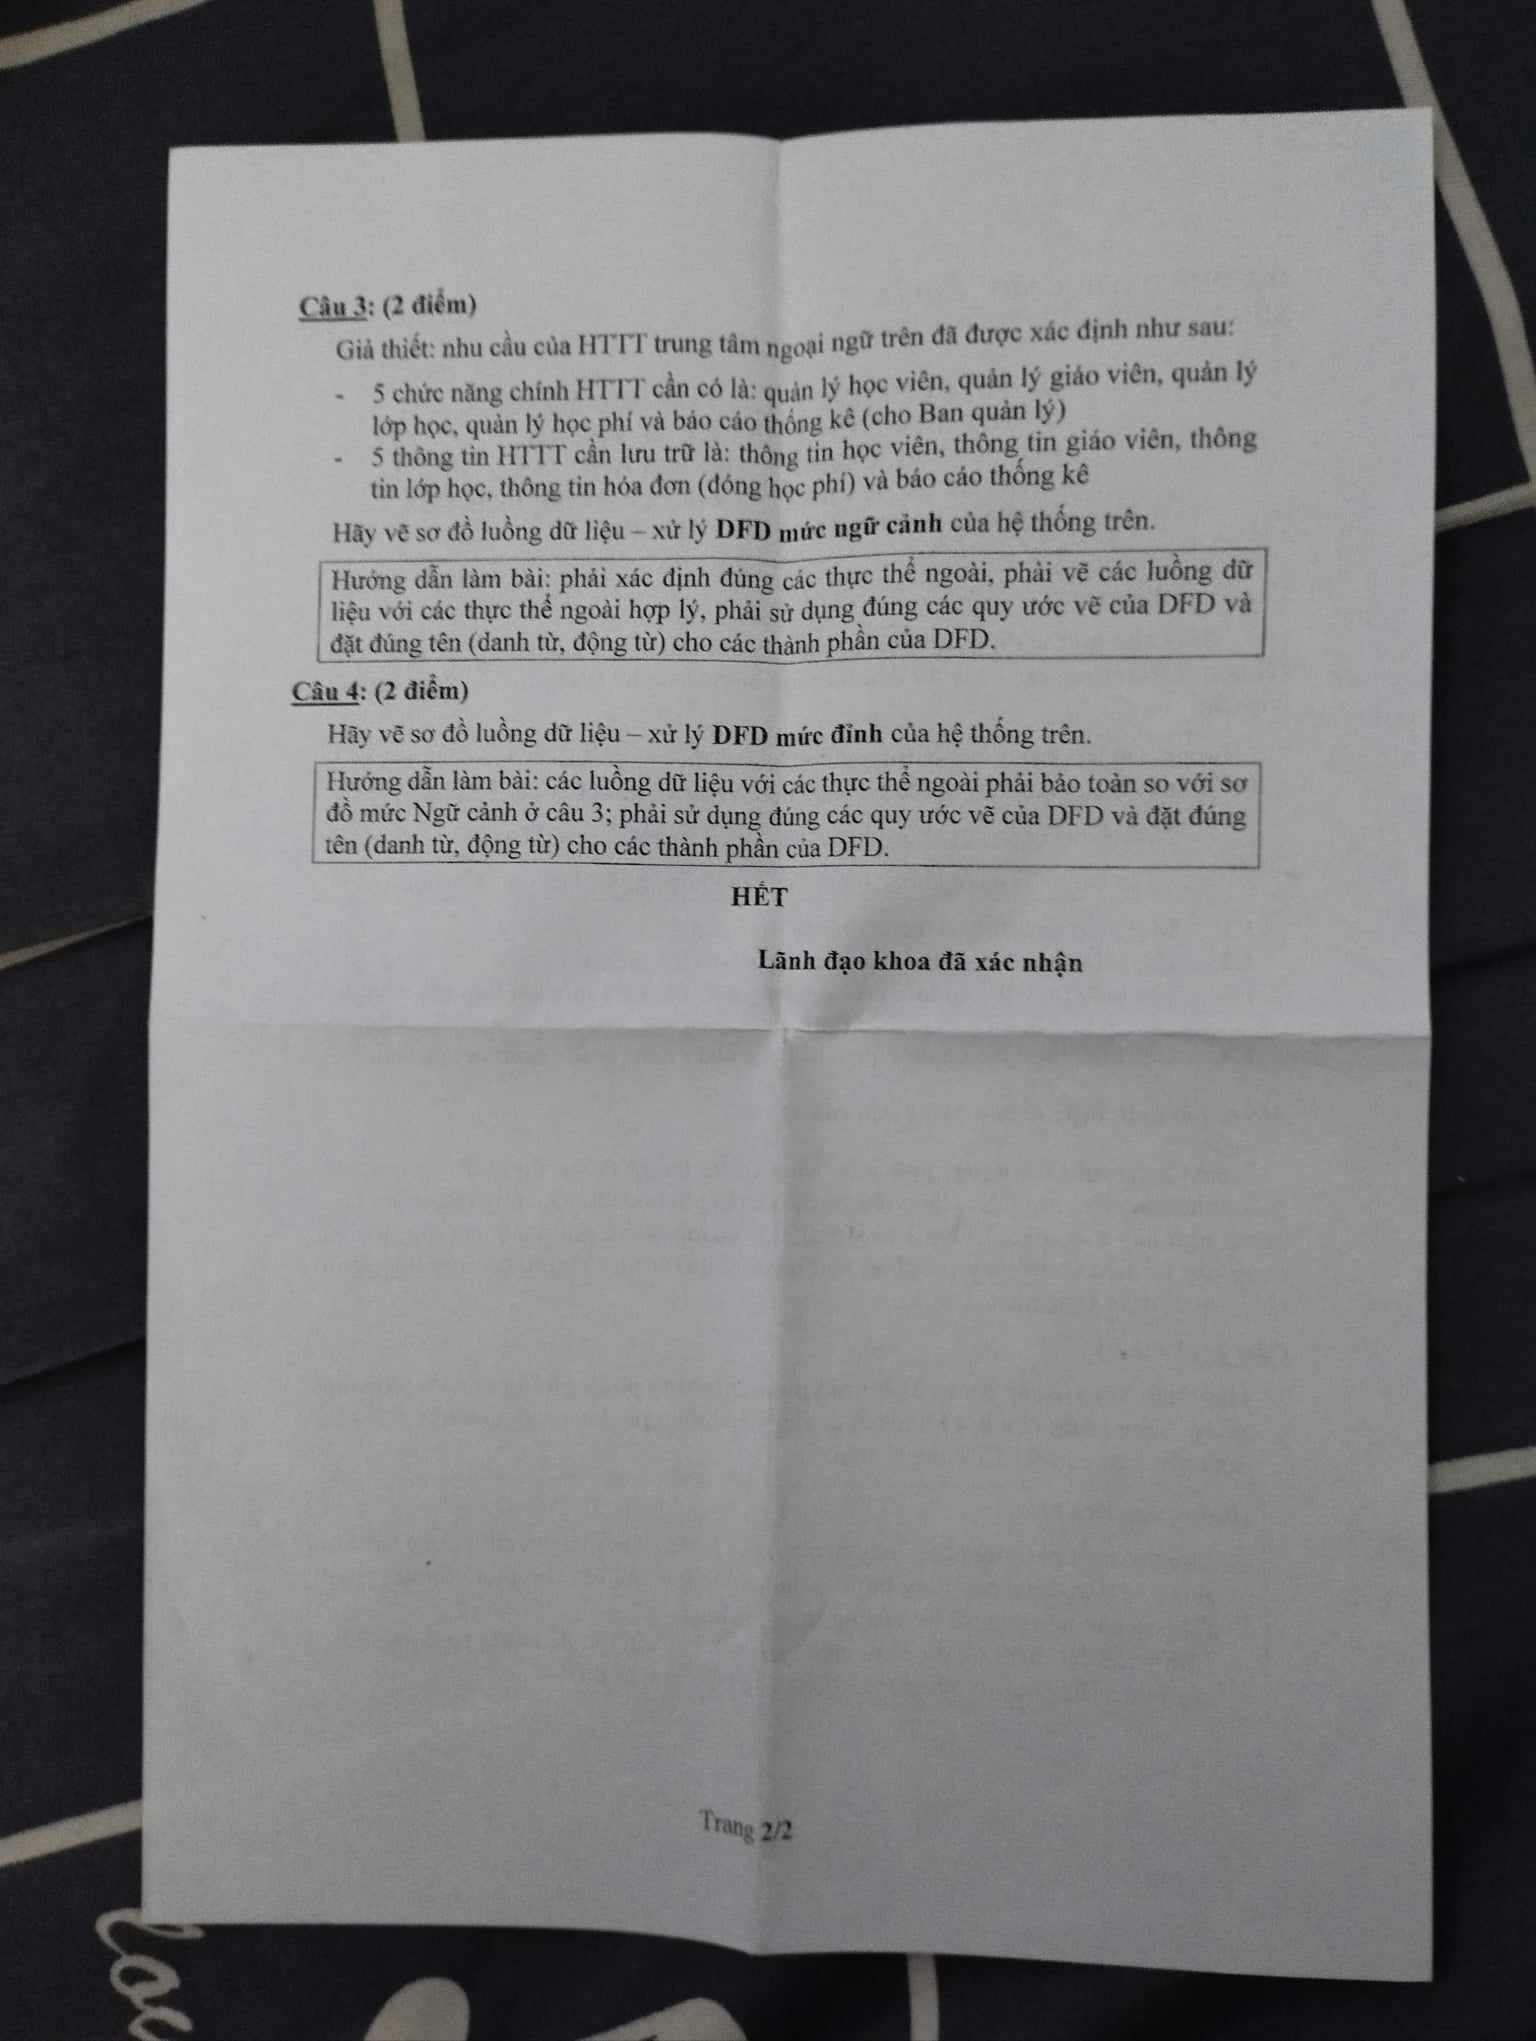 Câu 3: (2 điểm)
Giả thiết: nhu cầu của HTTT trung tâm ngoại ngữ trên đã được xác định như sau:
- 5 chức năng chính HTTT cần có là: quản lý học viên, quản lý giáo viên, quản lý
lớp học, quản lý học phí và báo cáo thống kê (cho Ban quản lý)
- 5 thông tin HTTT cần lưu trữ là: thông tin học viên, thông tin giáo viên, thông
tin lớp học, thông tin hóa đơn (đóng học phí) và báo cáo thống kê
Hãy vẽ sơ đồ luồng dữ liệu – xử lý DFD mức ngữ cảnh của hệ thống trên.
Hướng dẫn làm bài: phải xác định đúng các thực thể ngoài, phải vẽ các luồng dữ
liệu với các thực thể ngoài hợp lý, phải sử dụng đúng các quy ước vẽ của DFD và
đặt đúng tên (danh từ, động từ) cho các thành phần của DFD.
Câu 4: (2 điểm)
Hãy vẽ sơ đồ luồng dữ liệu – xử lý DFD mức đỉnh của hệ thống trên.
Hướng dẫn làm bài: các luồng dữ liệu với các thực thể ngoài phải bảo toàn so với sơ
đồ mức Ngữ cảnh ở câu 3; phải sử dụng đúng các quy ước vẽ của DFD và đặt đúng
tên (danh từ, động từ) cho các thành phần của DFD.
HẾT
Lãnh đạo khoa đã xác nhận
Trang 2/2